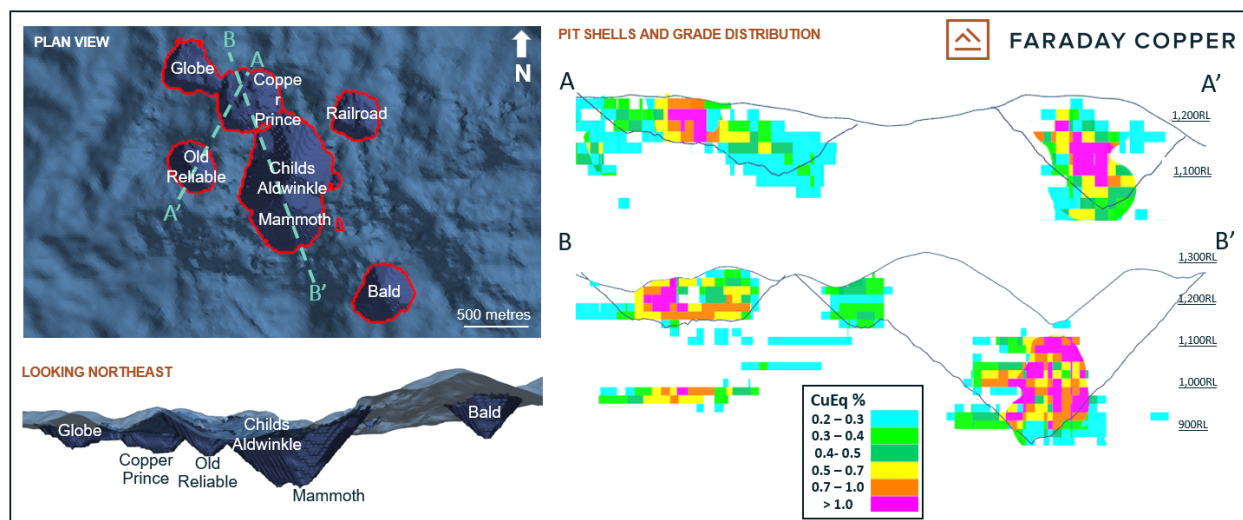 PLAN VIEW
B
A
N
Globe
Coppe
r
Prince
Railroad
Old
Reliable
Childs
Aldwinkle
A'
Mammoth
B'
Bald
500 metres
LOOKING NORTHEAST
Globe
Childs
Aldwinkle
Bald
Copper
Prince
Old
Reliable
Mammoth
PIT SHELLS AND GRADE DISTRIBUTION
FARADAY COPPER
A
A'
1,200RL
1,100RL
B
B'
1,300RL
1,200RL
1,100RL
1,000RL
900RL
CuEq %
0.2 – 0.3
0.3 – 0.4
0.4- 0.5
0.5 – 0.7
0.7 – 1.0
> 1.0